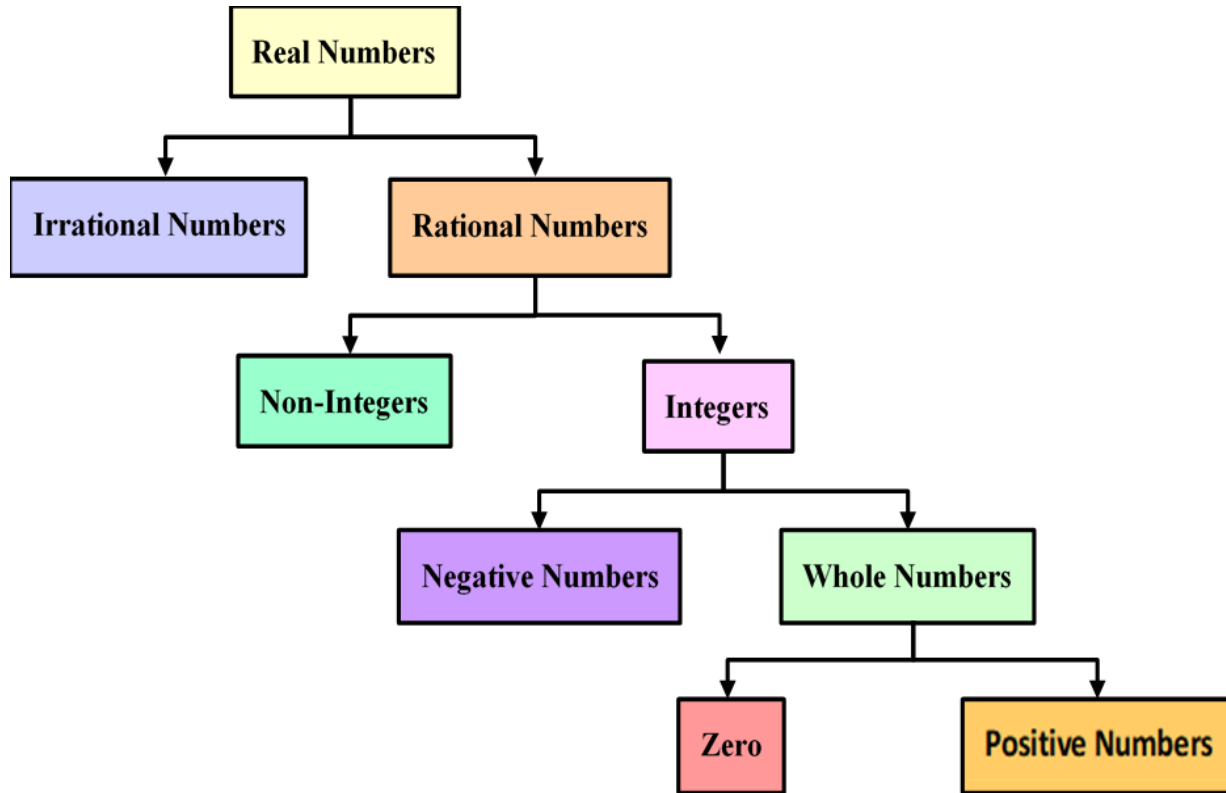 Real Numbers
Irrational Numbers
Rational Numbers
Non-Integers
Integers
Negative Numbers
Whole Numbers
Zero
Positive Numbers